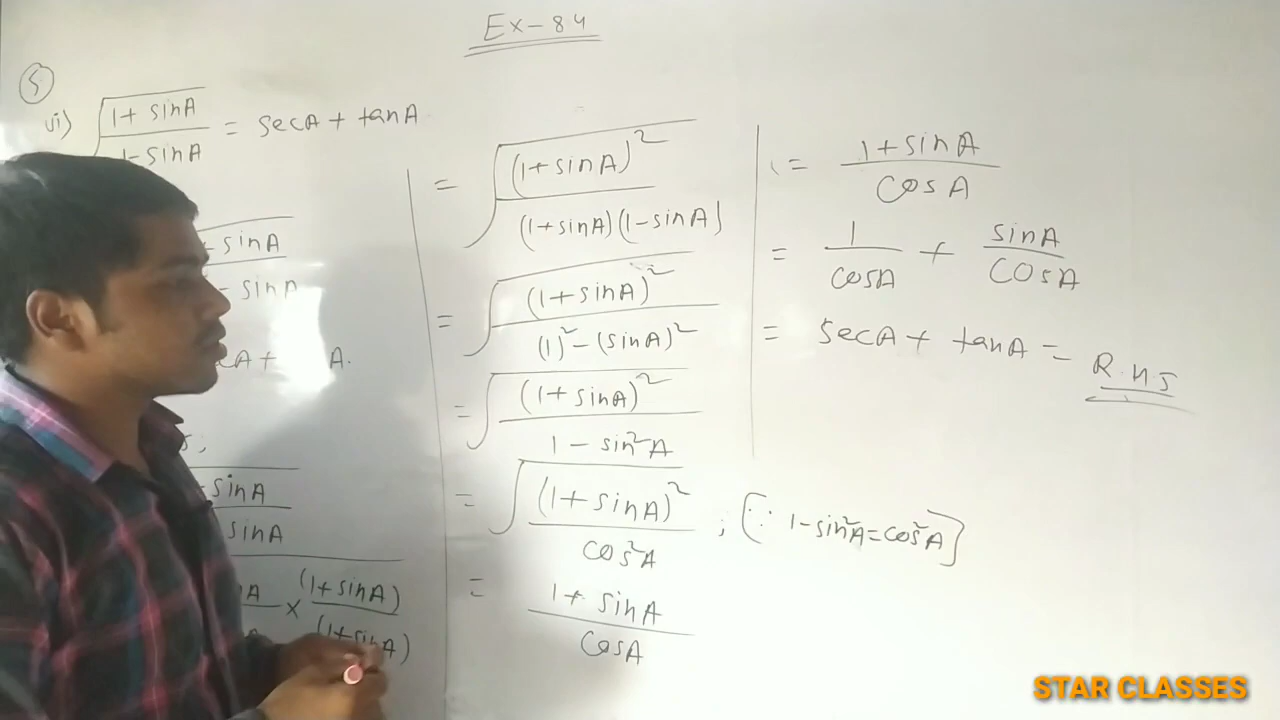 Ex-84
5
vi) √(1 + sinA / 1 - sinA) = secA + tanA
sinA
- sinA
cA + A.
s;
sinA
sinA
A × (1 + sinA)
(1 + sinA)
= √((1 + sinA)² / (1 + sinA)(1 - sinA))
= √((1 + sinA)² / (1)² - (sinA)²)
= √((1 + sinA)² / 1 - sin²A)
= √((1 + sinA)² / cos²A) ; {∵ 1 - sin²A = cos²A}
= 1 + sinA / cosA
= 1 + sinA / cosA
= 1 / cosA + sinA / cosA
= secA + tanA = R.H.S
STAR CLASSES